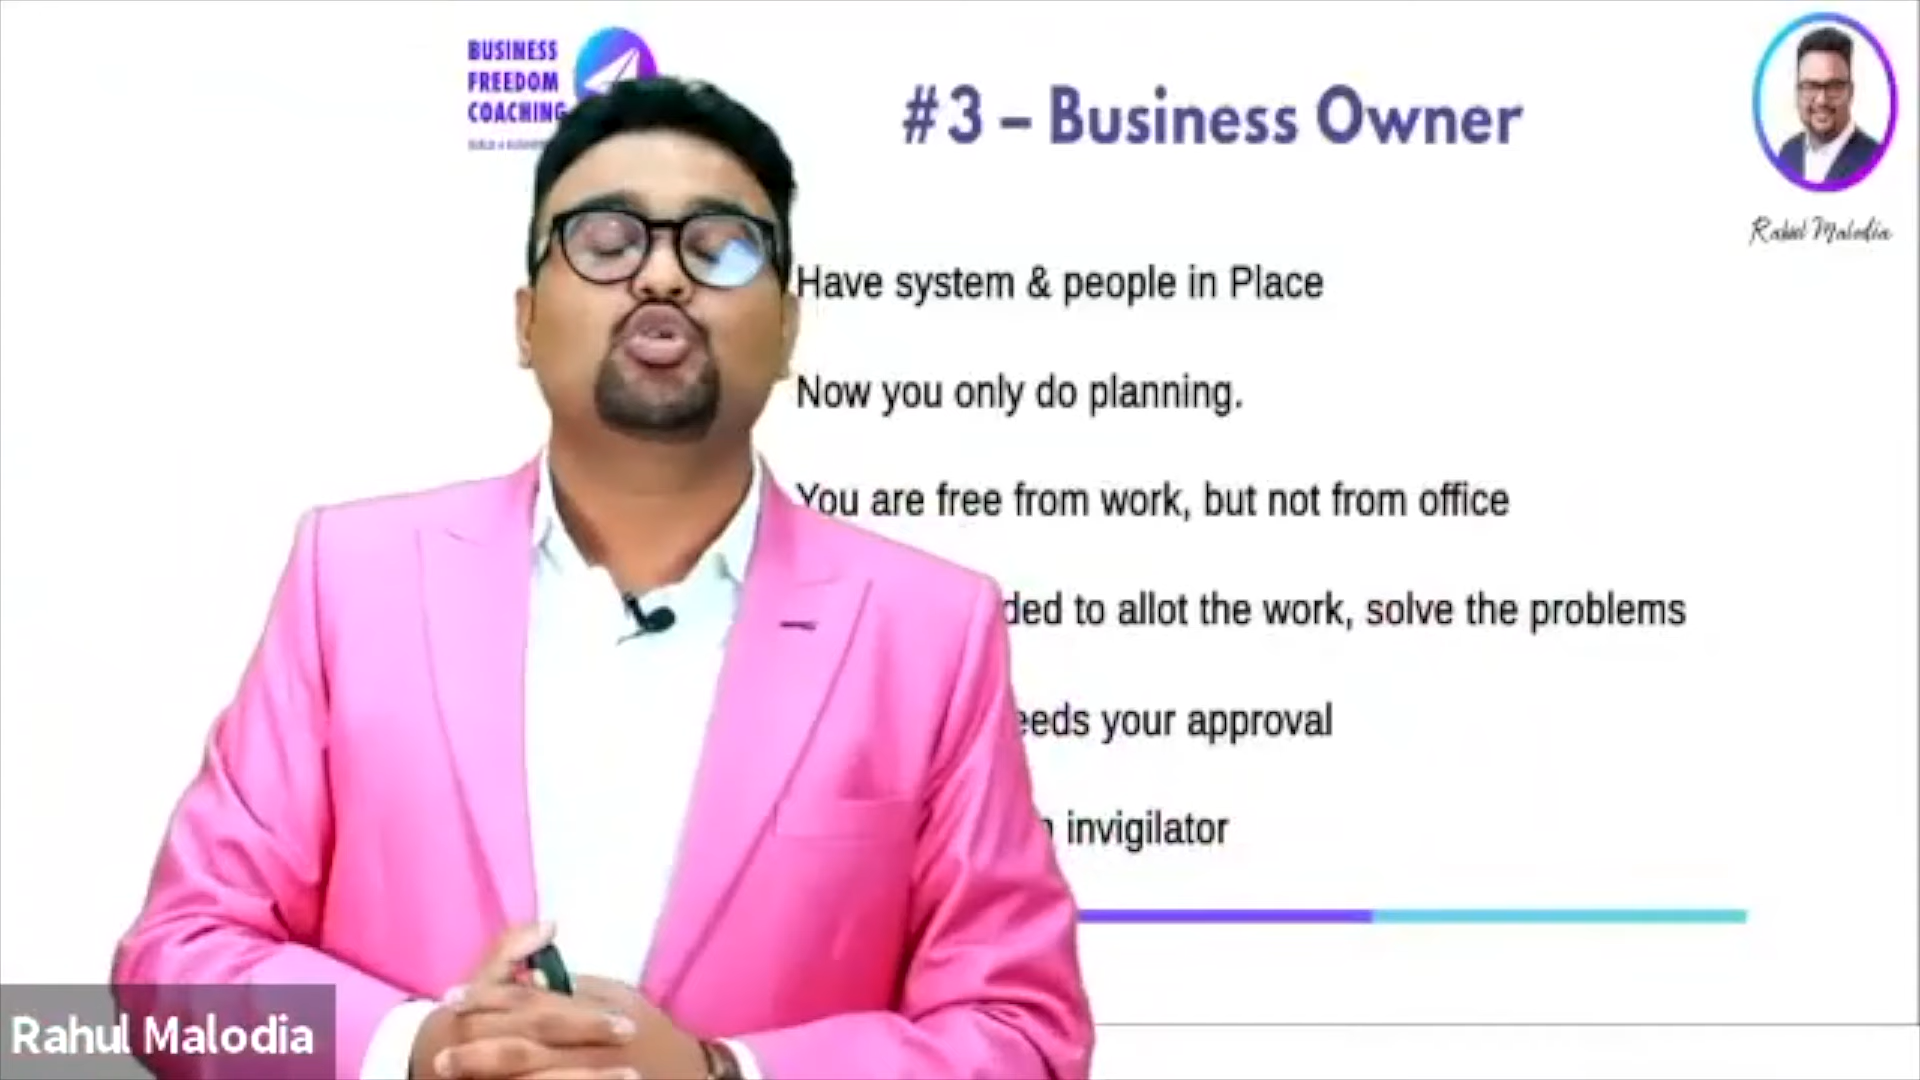 BUSINESS
FREEDOM
COACHING
#3 – Business Owner
Rahul Malodia
Have system & people in Place
Now you only do planning.
You are free from work, but not from office
ded to allot the work, solve the problems
eeds your approval
invigilator
Rahul Malodia